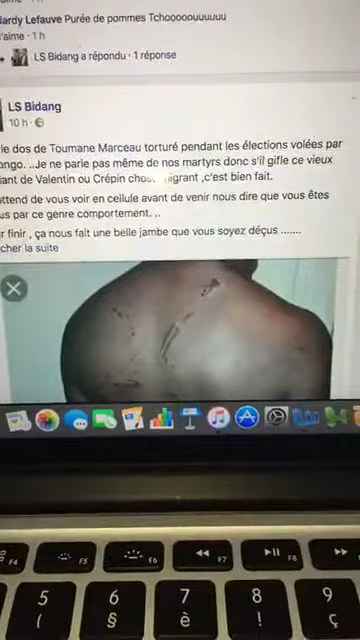 Hardy Lefauve Purée de pommes Tchooooouuuuuu
J'aime · 1 h
LS Bidang a répondu · 1 réponse
LS Bidang
10 h
le dos de Toumane Marceau torturé pendant les élections volées par
ongo. ..Je ne parle pas même de nos martyrs donc s'il gifle ce vieux
iant de Valentin ou Crépin igrant ,c'est bien fait.
ttend de vous voir en cellule avant de venir nous dire que vous êtes
us par ce genre comportement. ..
r finir , ça nous fait une belle jambe que vous soyez déçus .......
cher la suite
F4 F5 F6 F7 F8
5 6 7 8 9
( § è ! ç